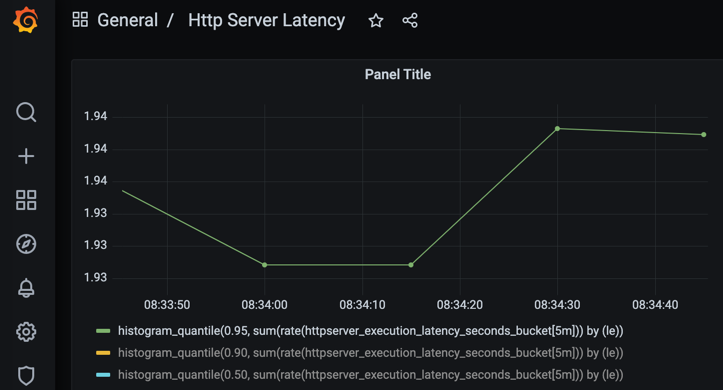 General / Http Server Latency
Panel Title
1.94
1.94
1.94
1.93
1.93
1.93
08:33:50 08:34:00 08:34:10 08:34:20 08:34:30 08:34:40
histogram_quantile(0.95, sum(rate(httpserver_execution_latency_seconds_bucket[5m])) by (le))
histogram_quantile(0.90, sum(rate(httpserver_execution_latency_seconds_bucket[5m])) by (le))
histogram_quantile(0.50, sum(rate(httpserver_execution_latency_seconds_bucket[5m])) by (le))